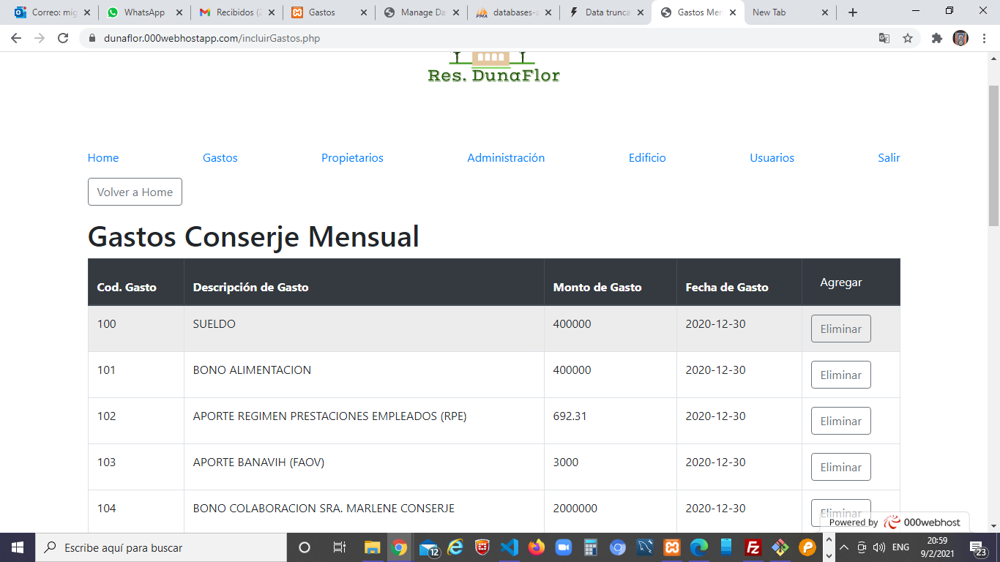 Correo: mig
WhatsApp
Recibidos (2
Gastos
Manage Da
PMA
databases-a
Data trunca
Gastos Men
New Tab
dunaflor.000webhostapp.com/incluirGastos.php
Res. DunaFlor
Home Gastos Propietarios Administración Edificio Usuarios Salir
Volver a Home
Gastos Conserje Mensual
Cod. Gasto Descripción de Gasto Monto de Gasto Fecha de Gasto Agregar
100 SUELDO 400000 2020-12-30 Eliminar
101 BONO ALIMENTACION 400000 2020-12-30 Eliminar
102 APORTE REGIMEN PRESTACIONES EMPLEADOS (RPE) 692.31 2020-12-30 Eliminar
103 APORTE BANAVIH (FAOV) 3000 2020-12-30 Eliminar
104 BONO COLABORACION SRA. MARLENE CONSERJE 2000000 2020-12-30 Eliminar
Powered by 000webhost
Escribe aquí para buscar
12
ENG
20:59
9/2/2021
23